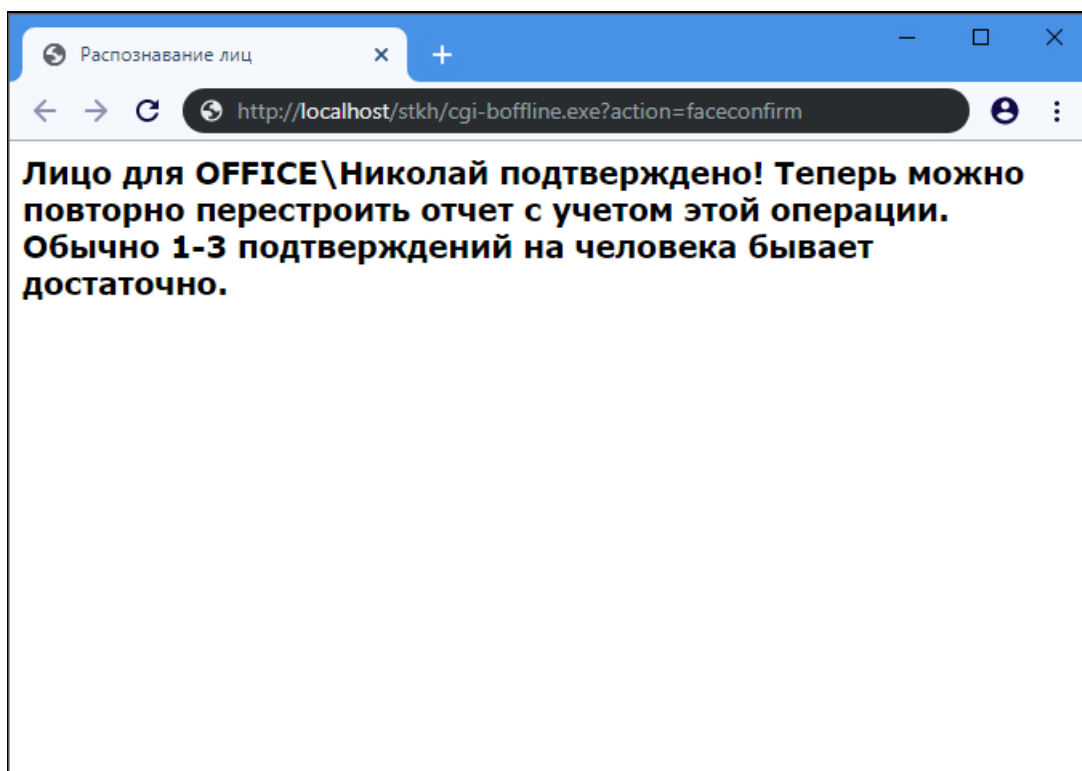 Распознавание лиц
http://localhost/stkh/cgi-boffline.exe?action=faceconfirm
Лицо для OFFICE\Николай подтверждено! Теперь можно
повторно перестроить отчет с учетом этой операции.
Обычно 1-3 подтверждений на человека бывает
достаточно.